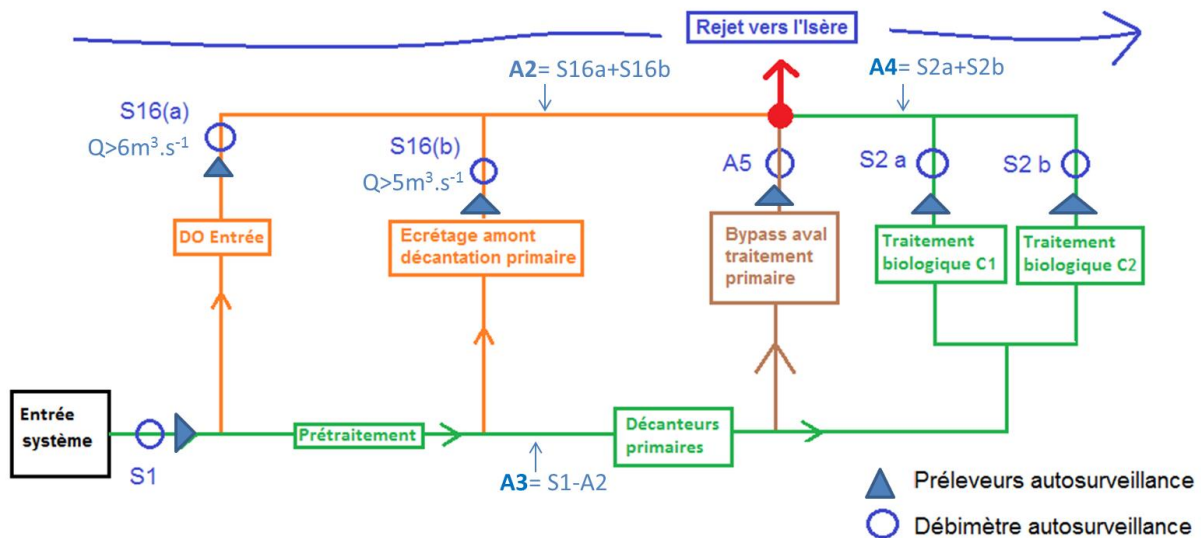 Rejet vers l'Isère
A2= S16a+S16b
A4= S2a+S2b
S16(a)
Q>6m³.s⁻¹
S16(b)
Q>5m³.s⁻¹
A5
S2 a
S2 b
DO Entrée
Ecrétage amont
décantation primaire
Bypass aval
traitement
primaire
Traitement
biologique C1
Traitement
biologique C2
Entrée
système
S1
Prétraitement
Décanteurs
primaires
A3= S1-A2
Préleveurs autosurveillance
Débimètre autosurveillance